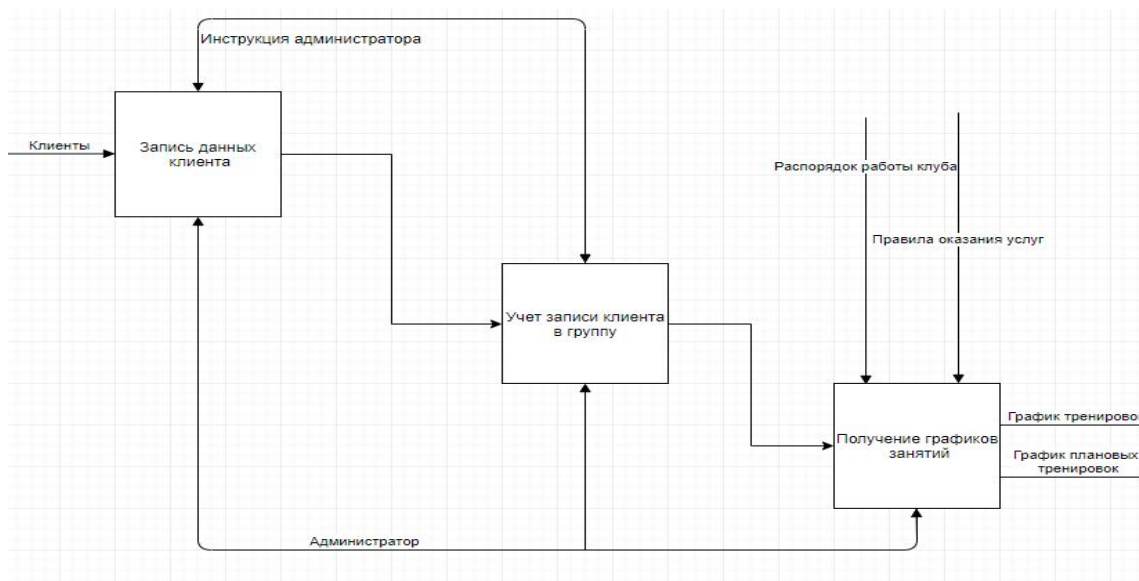 Инструкция администратора
Клиенты
Запись данных
клиента
Распорядок работы клуба
Правила оказания услуг
Учет записи клиента
в группу
Получение графиков
занятий
График тренирово
График плановых
тренировок
Администратор